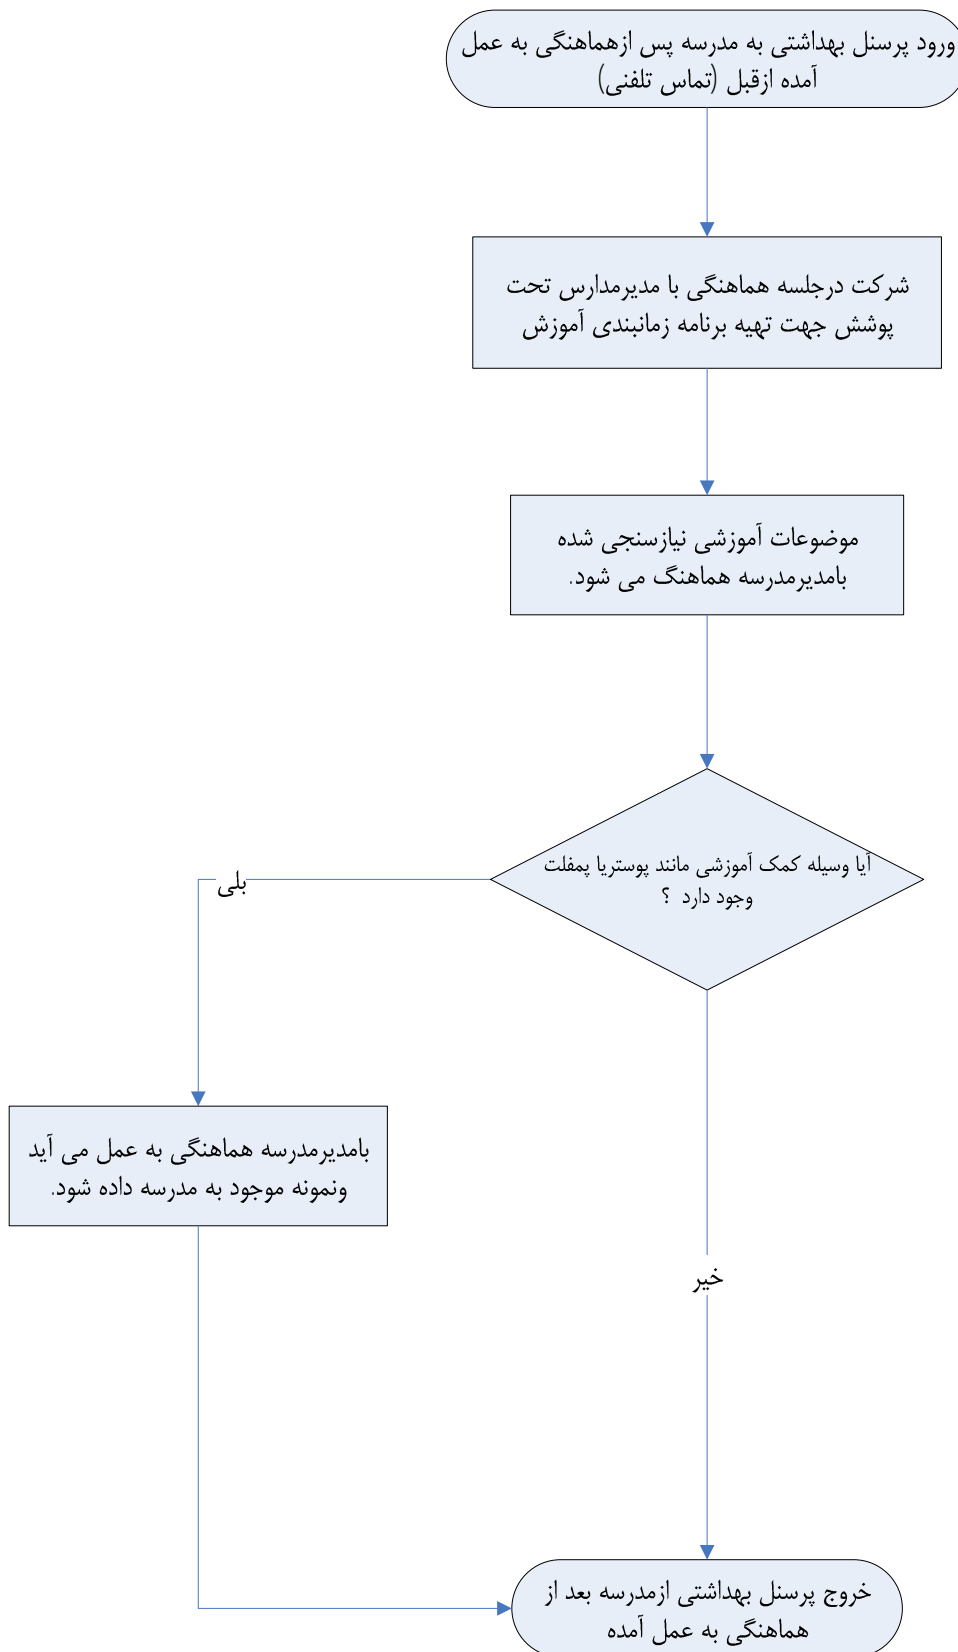 ورود پرسنل بهداشتی به مدرسه پس ازهماهنگی به عمل
آمده ازقبل (تماس تلفنی)
شرکت درجلسه هماهنگی با مدیرمدارس تحت
پوشش جهت تهیه برنامه زمانبندی آموزش
موضوعات آموزشی نیازسنجی شده
بامدیرمدرسه هماهنگ می شود.
آیا وسیله کمک آموزشی مانند پوستریا پمفلت
وجود دارد ؟
بلی
بامدیرمدرسه هماهنگی به عمل می آید
ونمونه موجود به مدرسه داده شود.
خیر
خروج پرسنل بهداشتی ازمدرسه بعد از
هماهنگی به عمل آمده